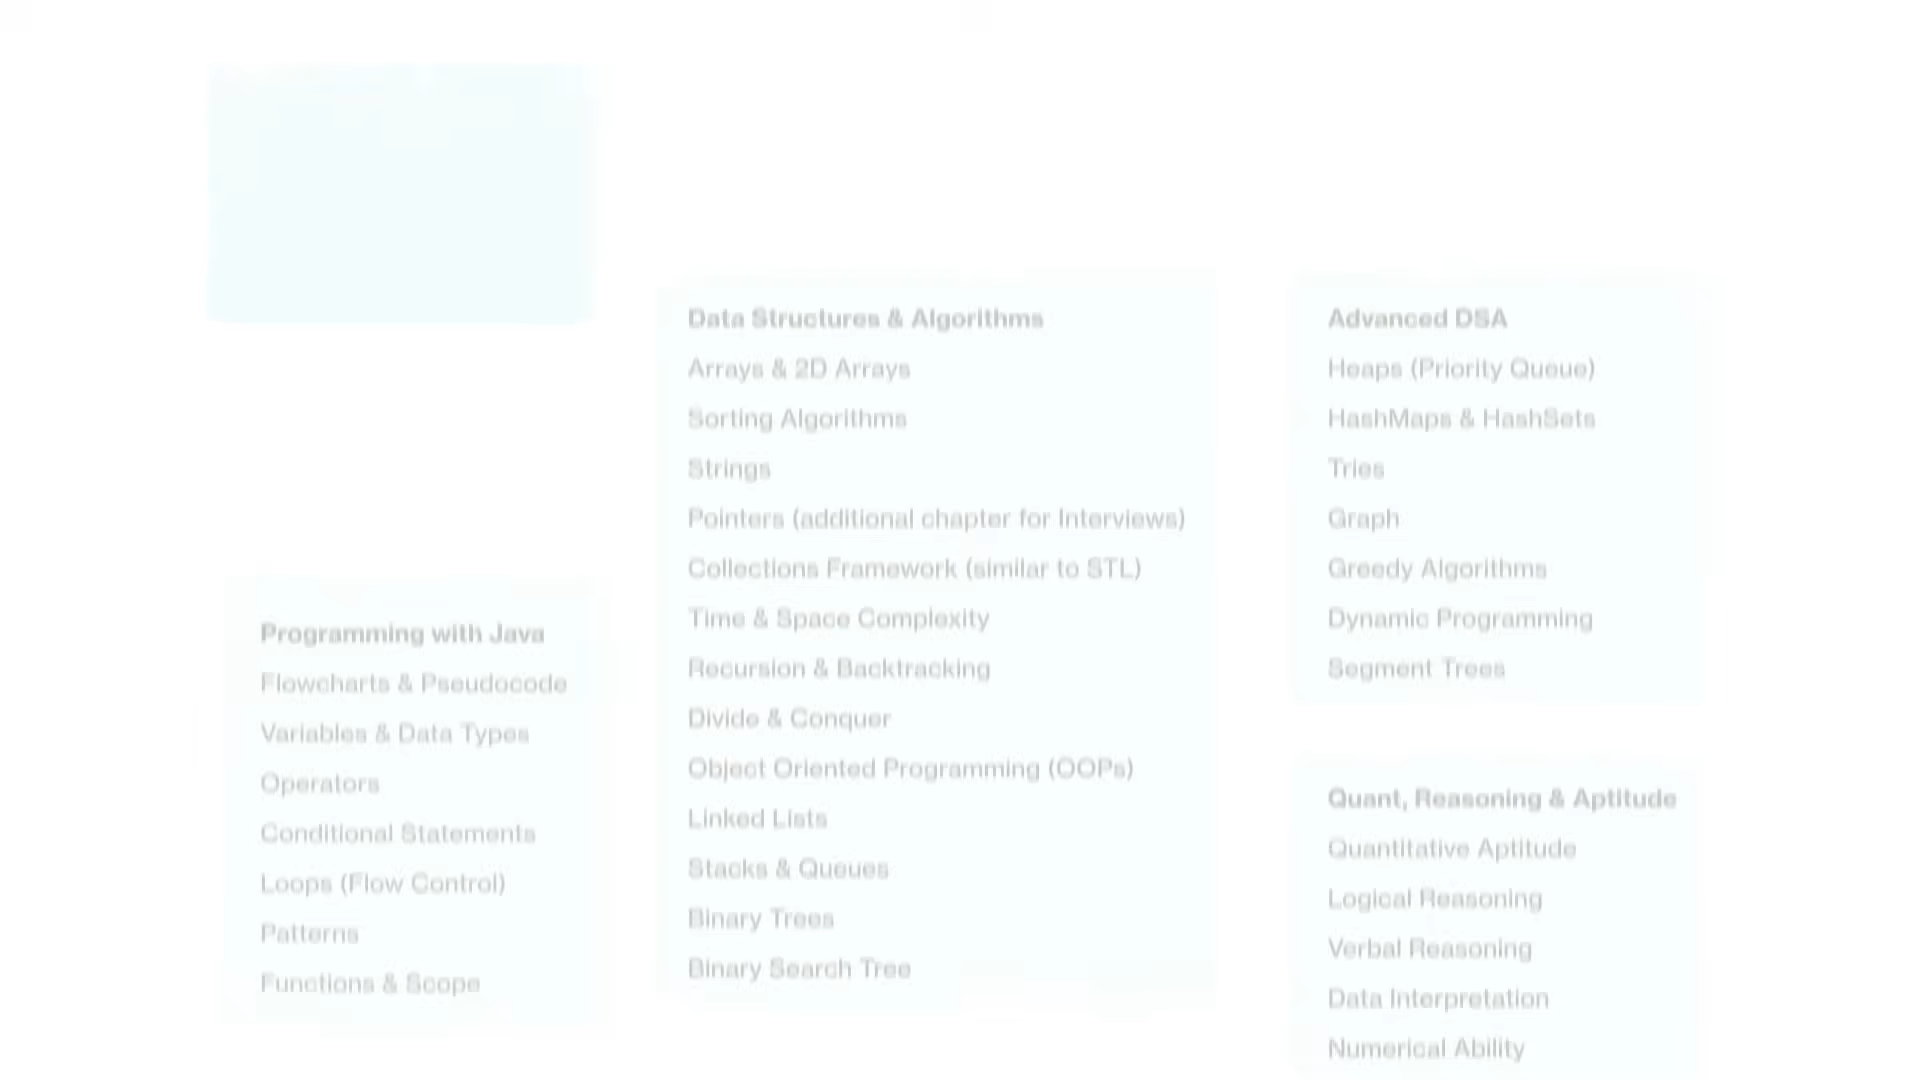 Programming with Java
Flowcharts & Pseudocode
Variables & Data Types
Operators
Conditional Statements
Loops (Flow Control)
Patterns
Functions & Scope
Data Structures & Algorithms
Arrays & 2D Arrays
Sorting Algorithms
Strings
Pointers (additional chapter for Interviews)
Collections Framework (similar to STL)
Time & Space Complexity
Recursion & Backtracking
Divide & Conquer
Object Oriented Programming (OOPs)
Linked Lists
Stacks & Queues
Binary Trees
Binary Search Tree
Advanced DSA
Heaps (Priority Queue)
HashMaps & HashSets
Tries
Graph
Greedy Algorithms
Dynamic Programming
Segment Trees
Quant, Reasoning & Aptitude
Quantitative Aptitude
Logical Reasoning
Verbal Reasoning
Data Interpretation
Numerical Ability